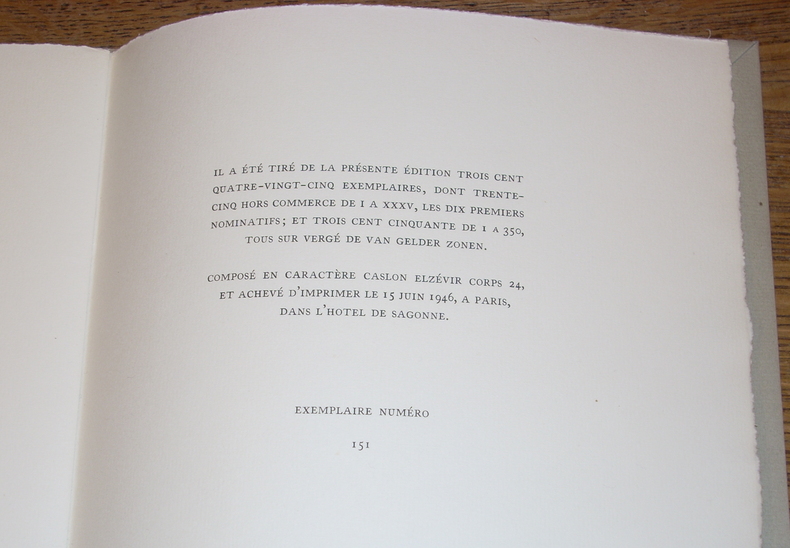 IL A ÉTÉ TIRÉ DE LA PRÉSENTE ÉDITION TROIS CENT
QUATRE-VINGT-CINQ EXEMPLAIRES, DONT TRENTE-
CINQ HORS COMMERCE DE I A XXXV, LES DIX PREMIERS
NOMINATIFS; ET TROIS CENT CINQUANTE DE 1 A 350,
TOUS SUR VERGÉ DE VAN GELDER ZONEN.
COMPOSÉ EN CARACTÈRE CASLON ELZÉVIR CORPS 24,
ET ACHEVÉ D'IMPRIMER LE 15 JUIN 1946, A PARIS,
DANS L'HOTEL DE SAGONNE.
EXEMPLAIRE NUMÉRO
151